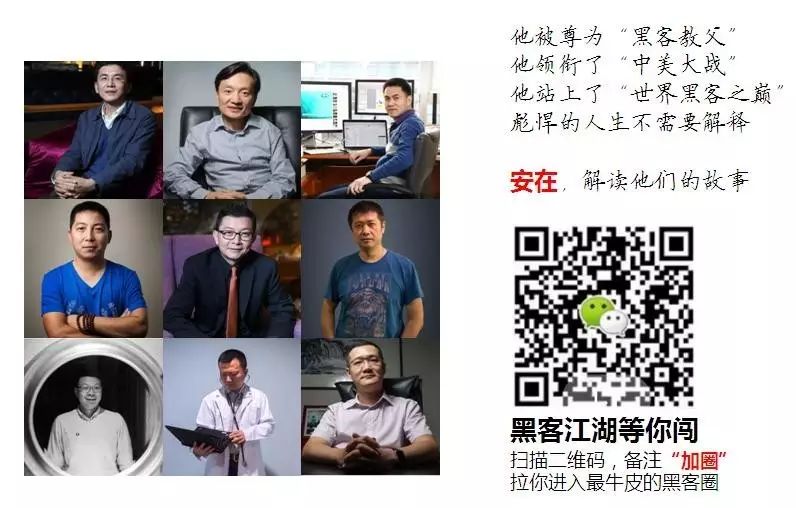 他被尊为“黑客教父”
他领衔了“中美大战”
他站上了“世界黑客之巅”
彪悍的人生不需要解释
安在，解读他们的故事
黑客江湖等你闯
扫描二维码，备注“加圈”
拉你进入最牛皮的黑客圈